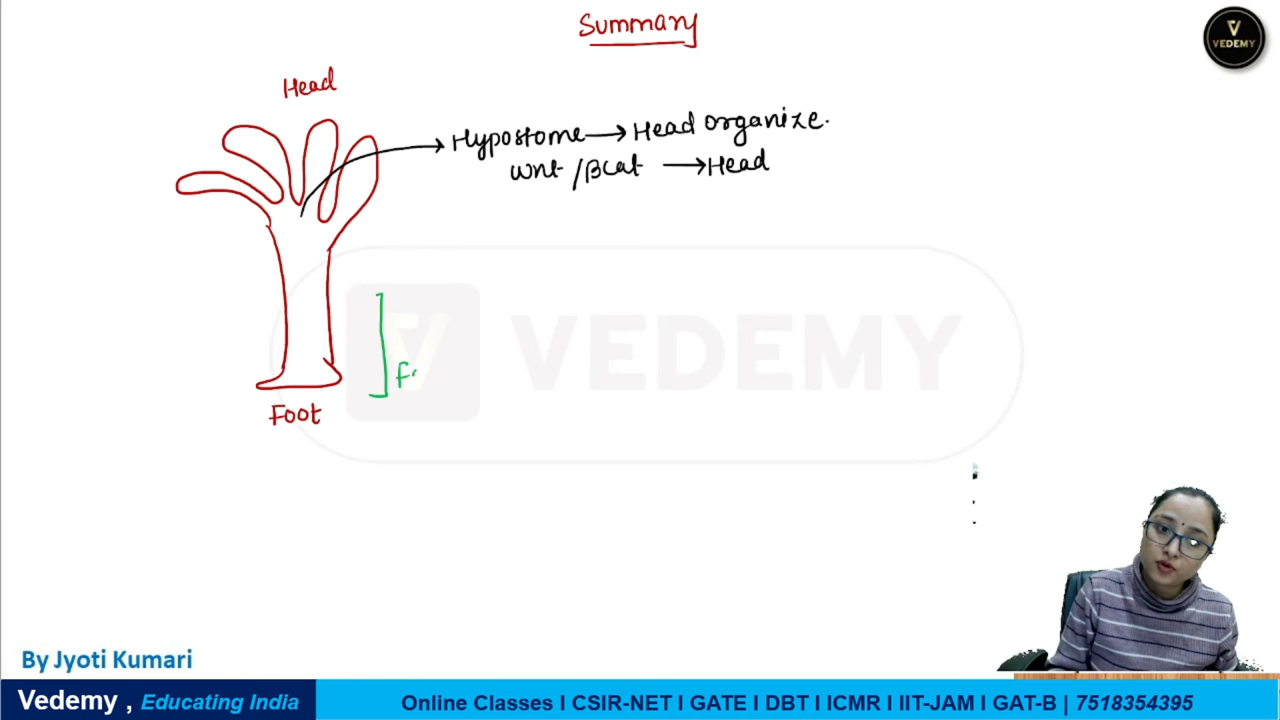 Summary
VEDEMY
Head
Hypostome → Head organize.
Wnt /βcat → Head
VEDEMY
F
Foot
By Jyoti Kumari
Vedemy , Educating India
Online Classes I CSIR-NET I GATE I DBT I ICMR I IIT-JAM I GAT-B | 7518354395